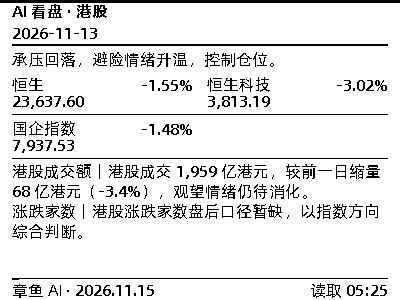 AI 看盘 · 港股
2026-11-13
承压回落，避险情绪升温，控制仓位。
恒生 -1.55% 恒生科技 -3.02%
23,637.60 3,813.19
国企指数 -1.48%
7,937.53
港股成交额｜港股成交 1,959 亿港元，较前一日缩量
68 亿港元（-3.4%），观望情绪仍待消化。
涨跌家数｜港股涨跌家数盘后口径暂缺，以指数方向
综合判断。
章鱼 AI · 2026.11.15 读取 05:25